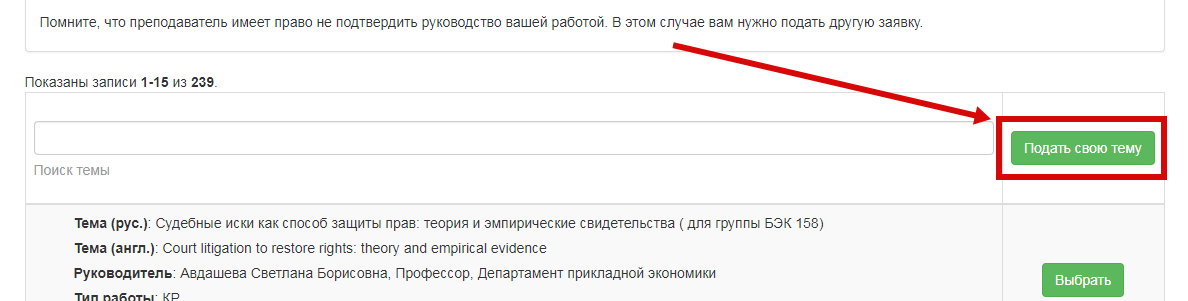 Помните, что преподаватель имеет право не подтвердить руководство вашей работой. В этом случае вам нужно подать другую заявку.
Показаны записи 1-15 из 239.
Подать свою тему
Поиск темы
Тема (рус.): Судебные иски как способ защиты прав: теория и эмпирические свидетельства ( для группы БЭК 158)
Тема (англ.): Court litigation to restore rights: theory and empirical evidence
Руководитель: Авдашева Светлана Борисовна, Профессор, Департамент прикладной экономики
Выбрать
Тип работы: КР